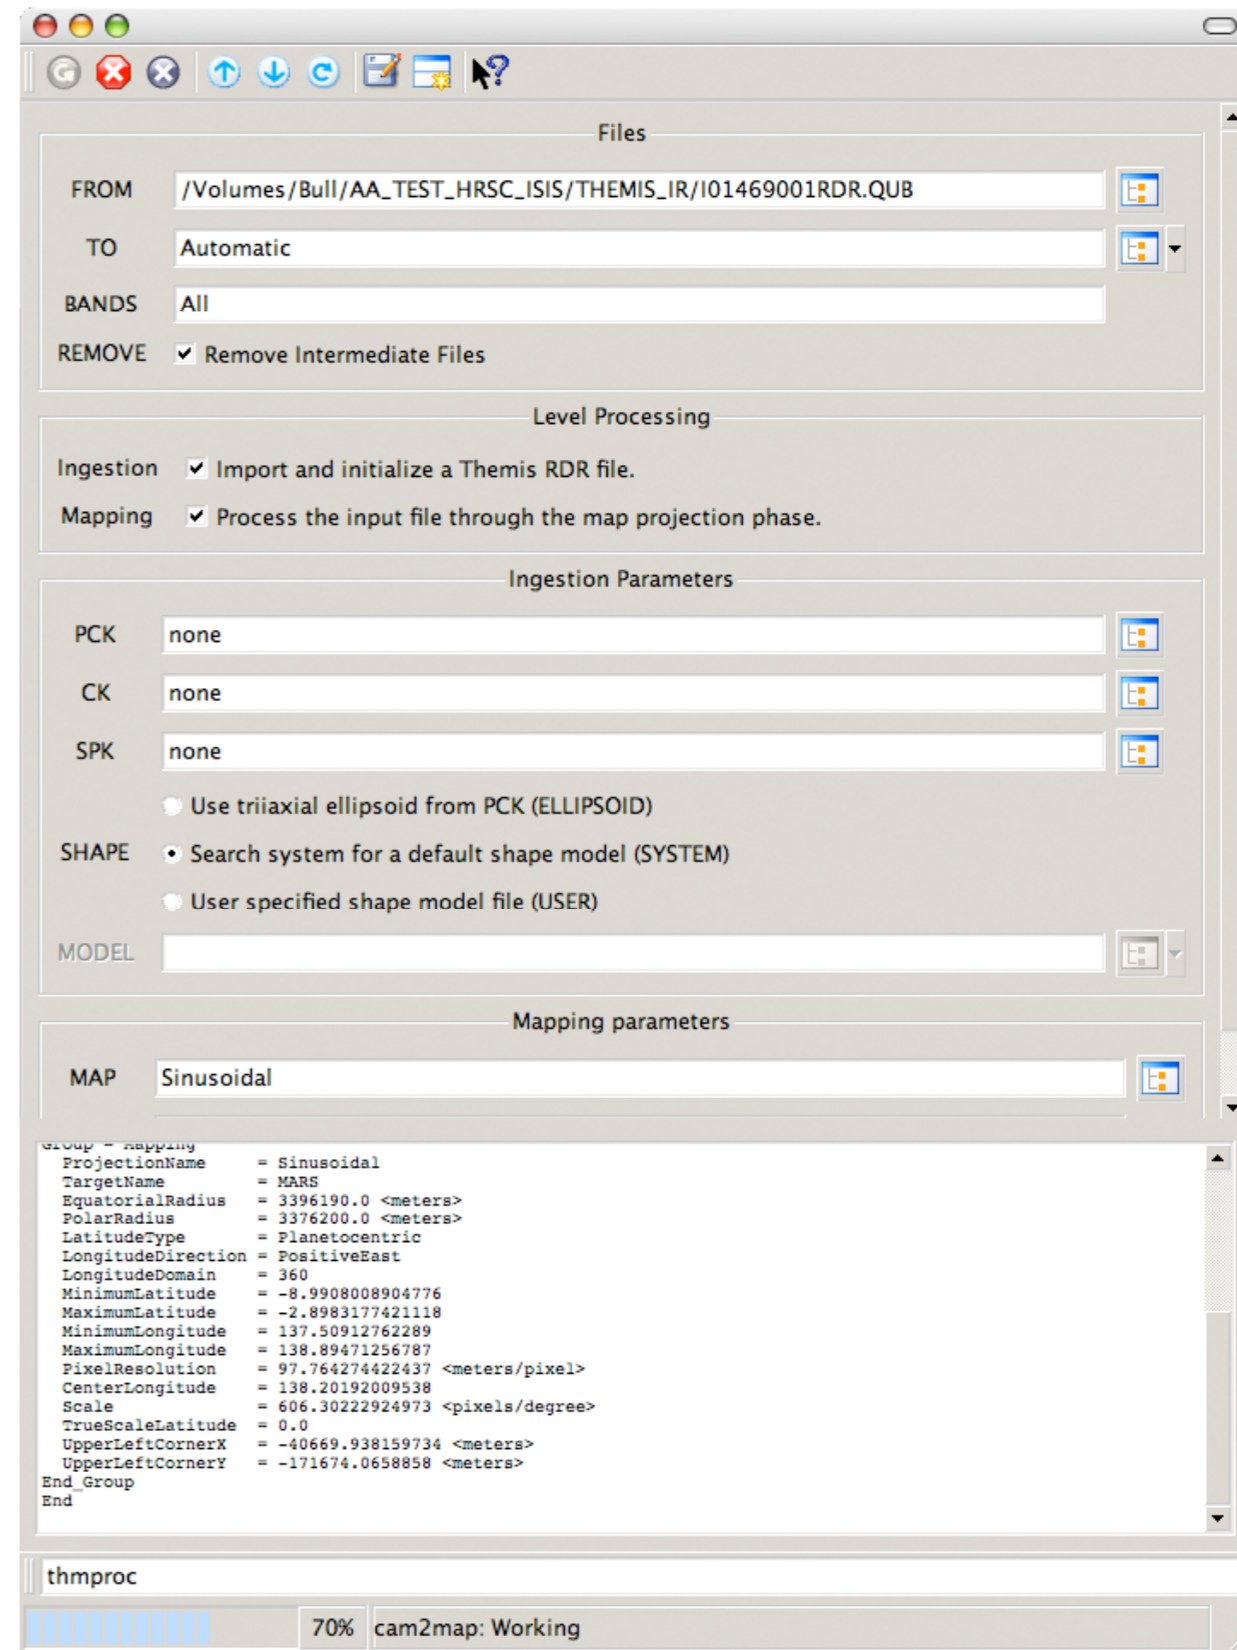 Files
FROM /Volumes/Bull/AA_TEST_HRSC_ISIS/THEMIS_IR/I01469001RDR.QUB
TO Automatic
BANDS All
REMOVE Remove Intermediate Files
Level Processing
Ingestion Import and initialize a Themis RDR file.
Mapping Process the input file through the map projection phase.
Ingestion Parameters
PCK none
CK none
SPK none
Use triiaxial ellipsoid from PCK (ELLIPSOID)
SHAPE Search system for a default shape model (SYSTEM)
User specified shape model file (USER)
MODEL
Mapping parameters
MAP Sinusoidal
Group = Mapping
ProjectionName = Sinusoidal
TargetName = MARS
EquatorialRadius = 3396190.0 <meters>
PolarRadius = 3376200.0 <meters>
LatitudeType = Planetocentric
LongitudeDirection = PositiveEast
LongitudeDomain = 360
MinimumLatitude = -8.9908008904776
MaximumLatitude = -2.8983177421118
MinimumLongitude = 137.50912762289
MaximumLongitude = 138.89471256787
PixelResolution = 97.764274422437 <meters/pixel>
CenterLongitude = 138.20192009538
Scale = 606.30222924973 <pixels/degree>
TrueScaleLatitude = 0.0
UpperLeftCornerX = -40669.938159734 <meters>
UpperLeftCornerY = -171674.0658858 <meters>
End_Group
End
thmproc
70% cam2map: Working